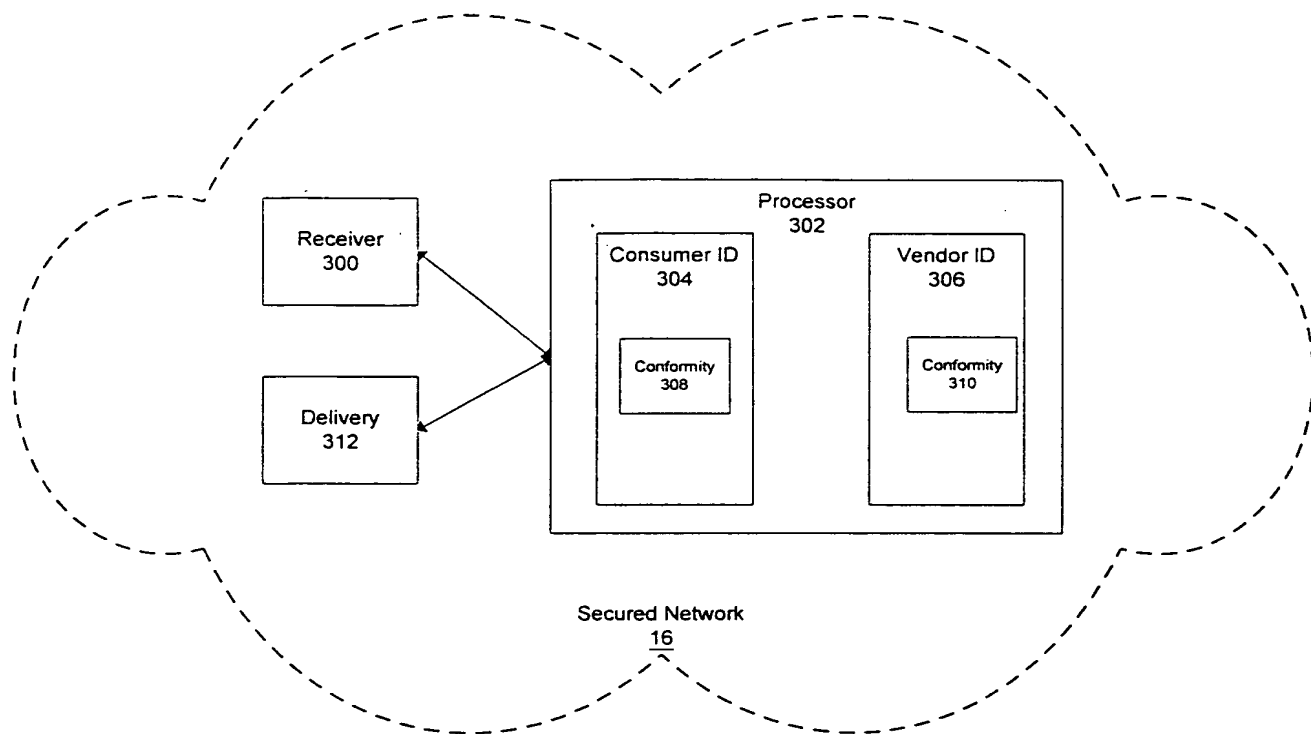 Processor
302
Receiver
300
Consumer ID
304
Vendor ID
306
Conformity
308
Conformity
310
Delivery
312
Secured Network
16